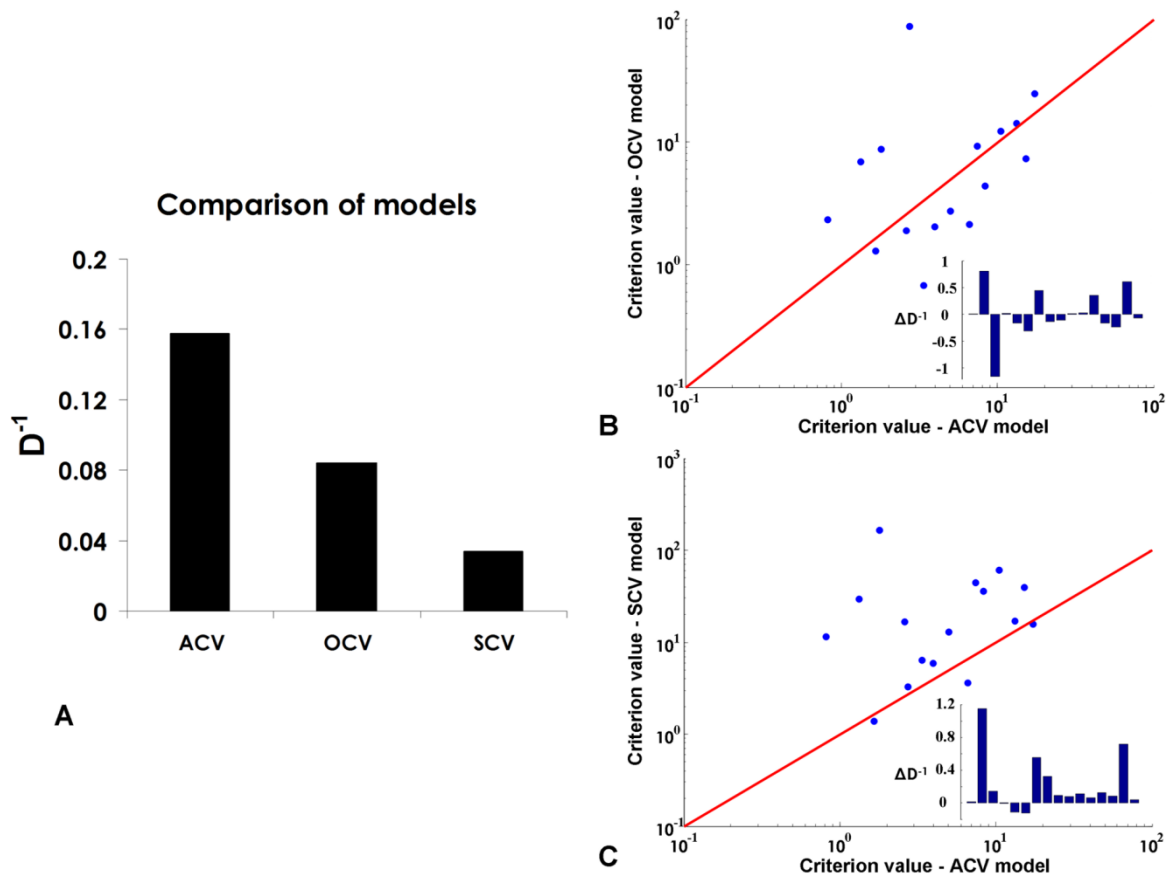 Comparison of models
D⁻¹
0.2
0.16
0.12
0.08
0.04
0
ACV
OCV
SCV
A
Criterion value - OCV model
10²
10¹
10⁰
10⁻¹
10⁻¹
10⁰
10¹
10²
Criterion value - ACV model
ΔD⁻¹
1
0.5
0
-0.5
-1
B
Criterion value - SCV model
10³
10²
10¹
10⁰
10⁻¹
10⁻¹
10⁰
10¹
10²
Criterion value - ACV model
ΔD⁻¹
1.2
0.8
0.4
0
C